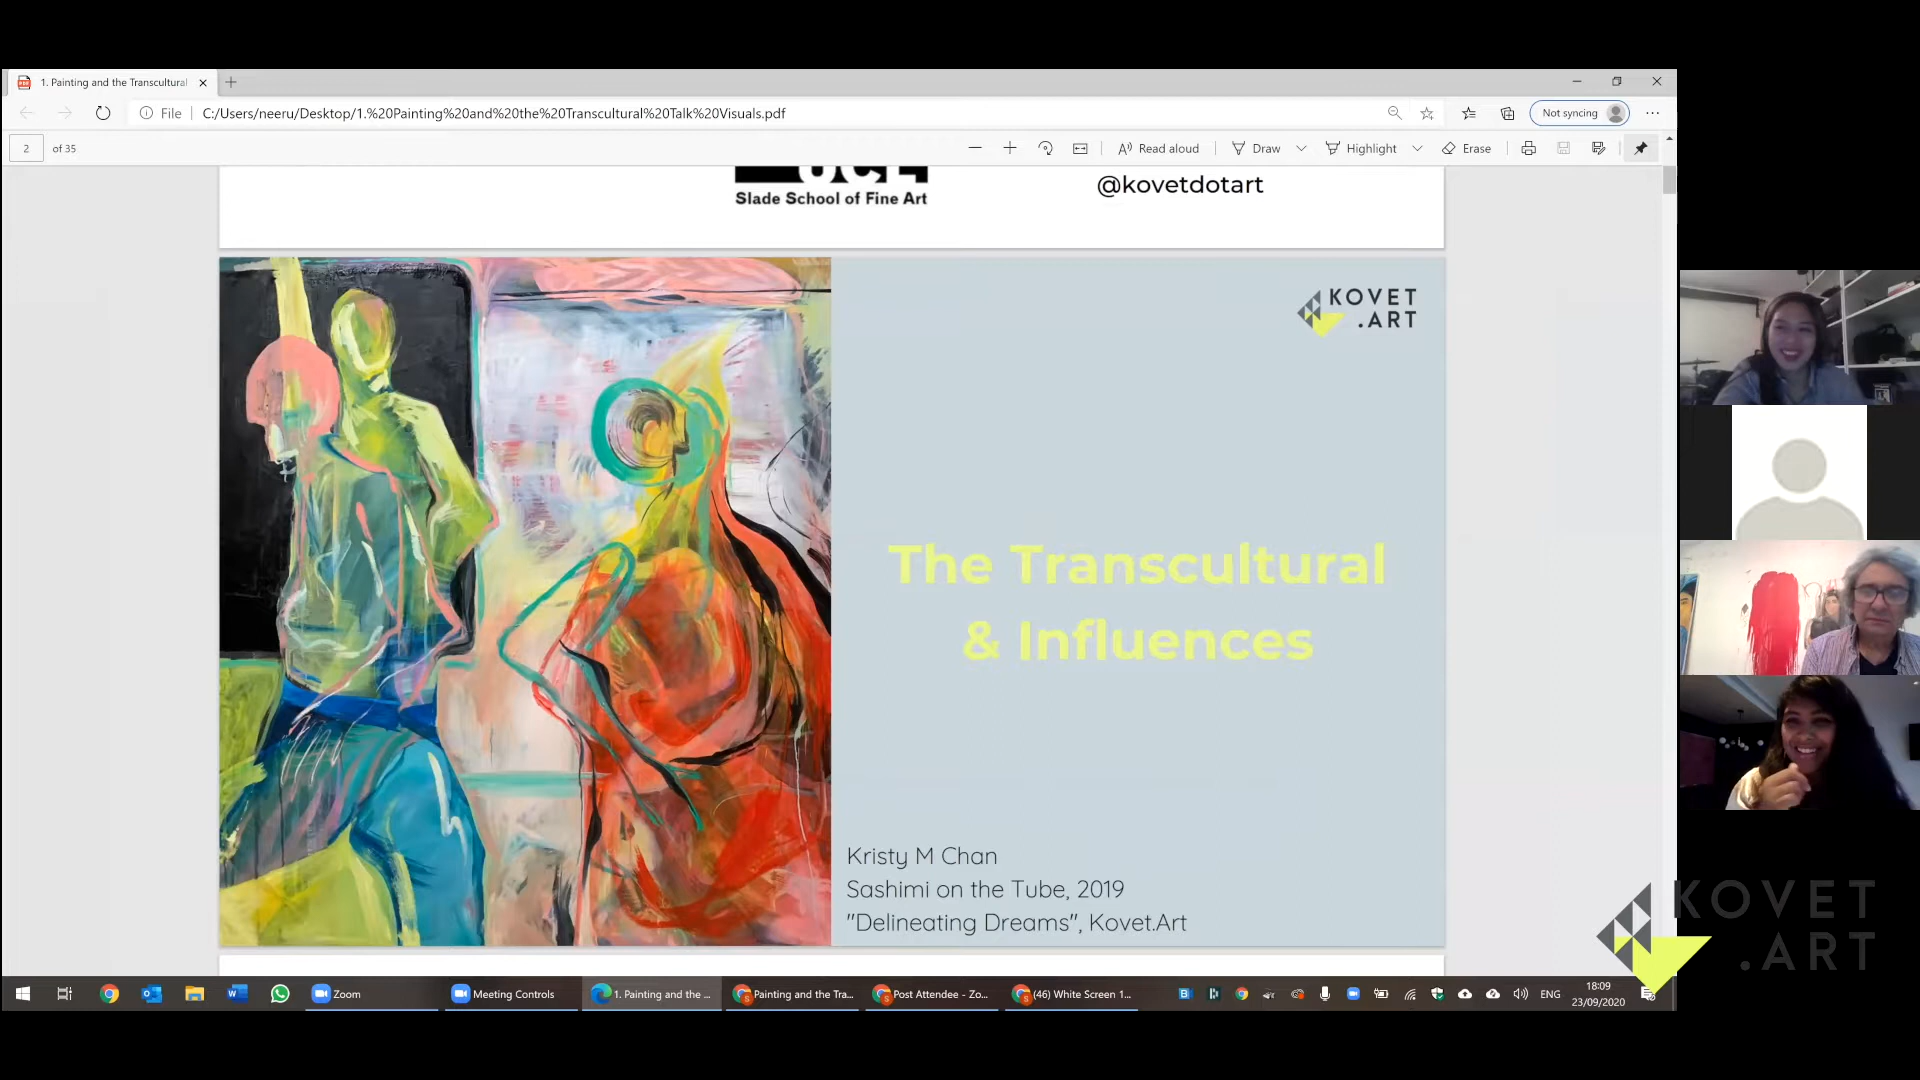 1. Painting and the Transcultural
File
C:/Users/neeru/Desktop/1.%20Painting%20and%20the%20Transcultural%20Talk%20Visuals.pdf
Not syncing
2 of 35
Read aloud
Draw
Highlight
Erase
Slade School of Fine Art
@kovetdotart
KOVET
.ART
The Transcultural
& Influences
Kristy M Chan
Sashimi on the Tube, 2019
"Delineating Dreams", Kovet.Art
KOVET
.ART
Zoom
Meeting Controls
1. Painting and the ...
Painting and the Tra...
Post Attendee - Zo...
(46) White Screen 1...
ENG
18:09
23/09/2020